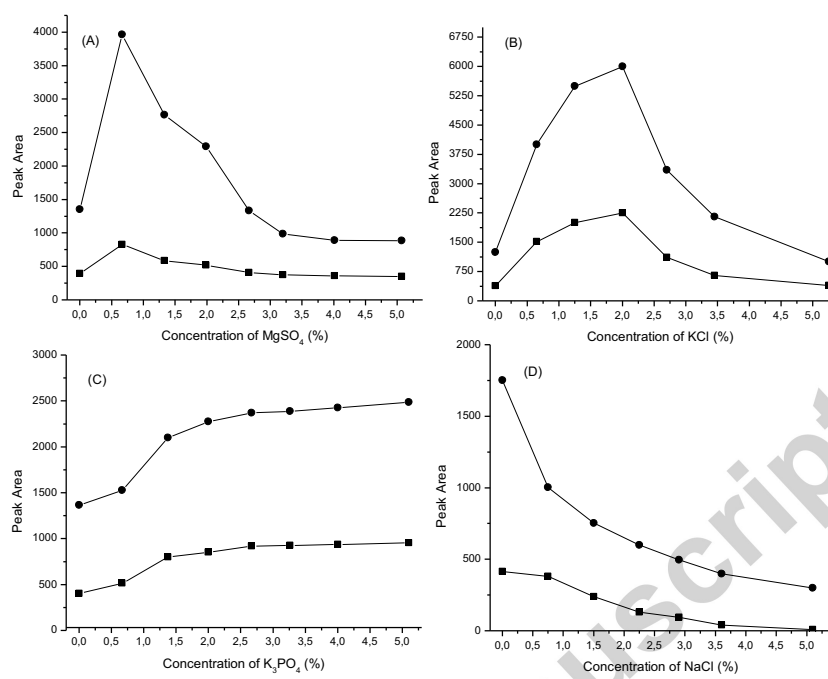 (A)
4000
3500
3000
2500
2000
1500
1000
500
0
Peak Area
0,0 0,5 1,0 1,5 2,0 2,5 3,0 3,5 4,0 4,5 5,0
Concentration of MgSO4 (%)
(B)
6750
6000
5250
4500
3750
3000
2250
1500
750
0
Peak Area
0,0 0,5 1,0 1,5 2,0 2,5 3,0 3,5 4,0 4,5 5,0
Concentration of KCl (%)
(C)
3000
2500
2000
1500
1000
500
0
Peak Area
0,0 0,5 1,0 1,5 2,0 2,5 3,0 3,5 4,0 4,5 5,0
Concentration of K3PO4 (%)
(D)
2000
1500
1000
500
0
Peak Area
0,0 0,5 1,0 1,5 2,0 2,5 3,0 3,5 4,0 4,5 5,0
Concentration of NaCl (%)
uscript